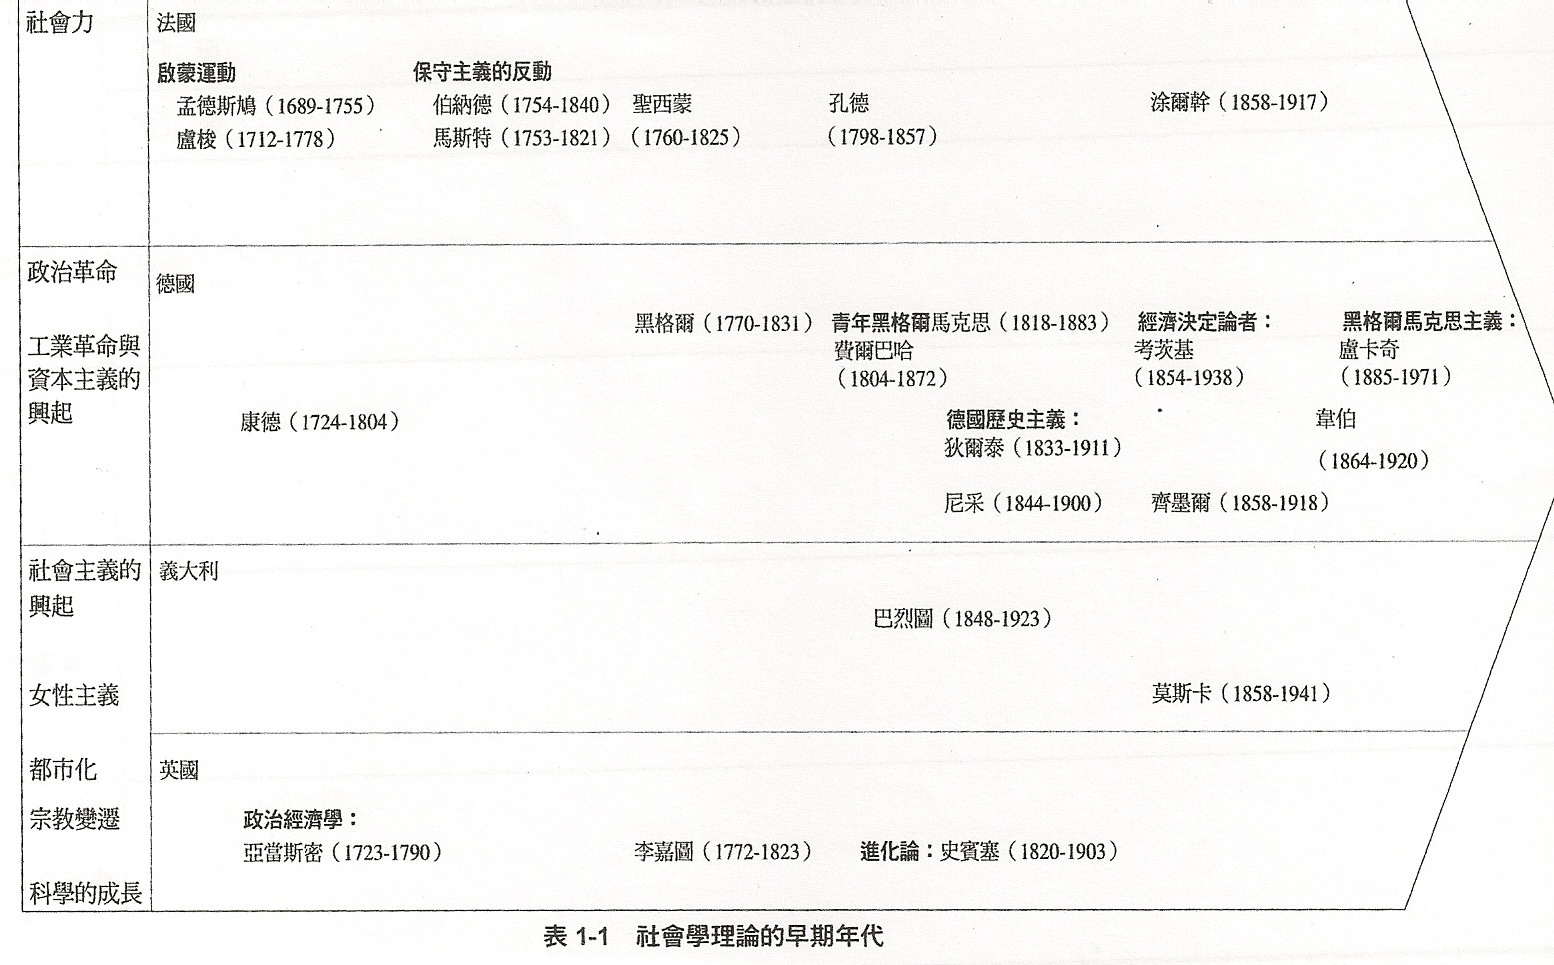 社會力
法國
啟蒙運動 保守主義的反動
孟德斯鳩（1689-1755） 伯納德（1754-1840） 聖西蒙 孔德 涂爾幹（1858-1917）
盧梭（1712-1778） 馬斯特（1753-1821） （1760-1825） （1798-1857）
政治革命
工業革命與
資本主義的
興起
德國
黑格爾（1770-1831） 青年黑格爾馬克思（1818-1883） 經濟決定論者： 黑格爾馬克思主義：
費爾巴哈 考茨基 盧卡奇
（1804-1872） （1854-1938） （1885-1971）
康德（1724-1804） 德國歷史主義： 韋伯
狄爾泰（1833-1911） （1864-1920）
尼采（1844-1900） 齊墨爾（1858-1918）
社會主義的
興起
女性主義
義大利
巴烈圖（1848-1923）
莫斯卡（1858-1941）
都市化
宗教變遷
科學的成長
英國
政治經濟學：
亞當斯密（1723-1790） 李嘉圖（1772-1823） 進化論：史賓塞（1820-1903）
表 1-1 社會學理論的早期年代